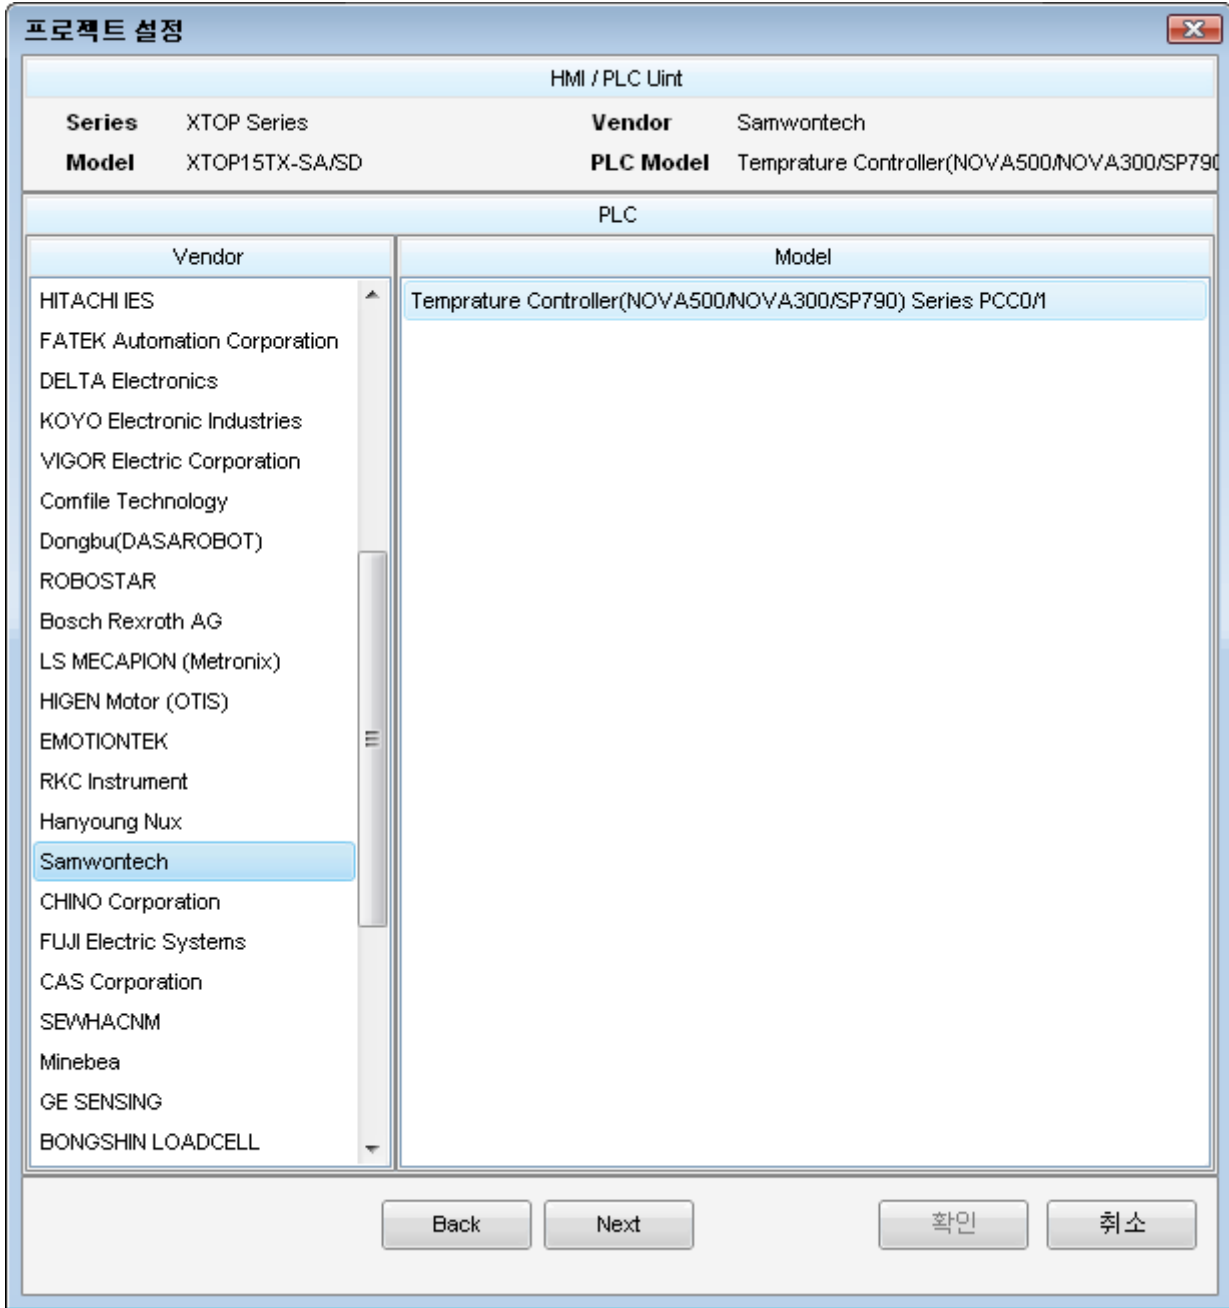 프로젝트 설정
HMI / PLC Uint
Series XTOP Series Vendor Samwontech
Model XTOP15TX-SA/SD PLC Model Temprature Controller(NOVA500/NOVA300/SP790
PLC
Vendor Model
HITACHI IES Temprature Controller(NOVA500/NOVA300/SP790) Series PCC0/1
FATEK Automation Corporation
DELTA Electronics
KOYO Electronic Industries
VIGOR Electric Corporation
Comfile Technology
Dongbu(DASAROBOT)
ROBOSTAR
Bosch Rexroth AG
LS MECAPION (Metronix)
HIGEN Motor (OTIS)
EMOTIONTEK
RKC Instrument
Hanyoung Nux
Samwontech
CHINO Corporation
FUJI Electric Systems
CAS Corporation
SEWHACNM
Minebea
GE SENSING
BONGSHIN LOADCELL
Back Next 확인 취소